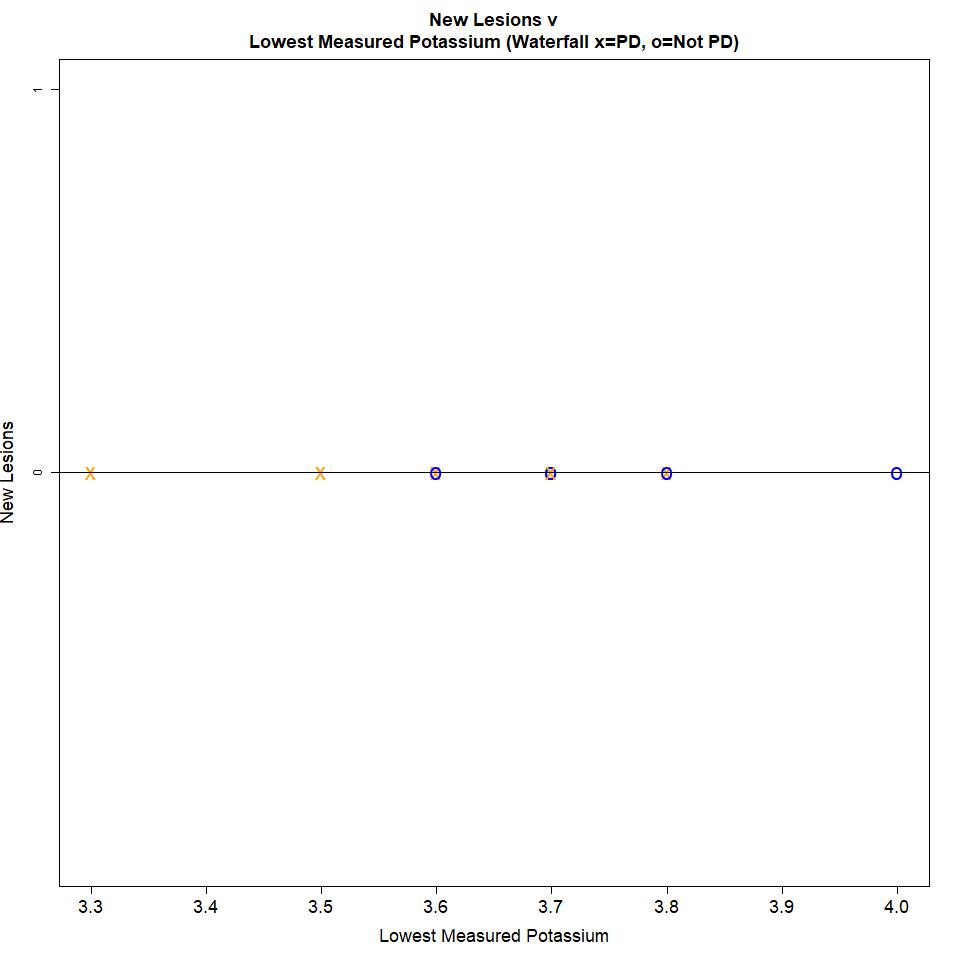 New Lesions v
Lowest Measured Potassium (Waterfall x=PD, o=Not PD)
1
0
New Lesions
x x o x o x o x o
3.3 3.4 3.5 3.6 3.7 3.8 3.9 4.0
Lowest Measured Potassium